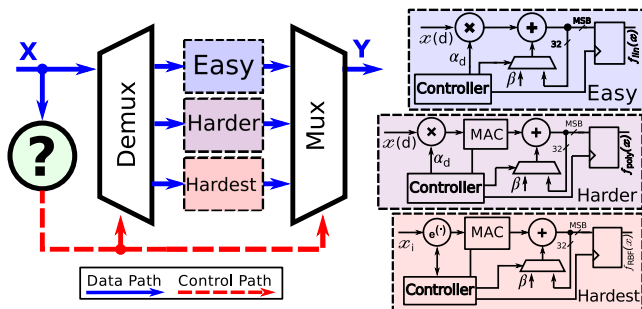 X
Y
?
Demux
Easy
Harder
Hardest
Mux
Data Path
Control Path
x(d)
×
+
MSB
32
α_d
β
Controller
f_lin(x)
Easy
x(d)
×
MAC
+
MSB
32
α_d
β
Controller
f_poly(x)
Harder
x_i
e^(·)
MAC
+
MSB
32
β
Controller
f_RBF(x)
Hardest